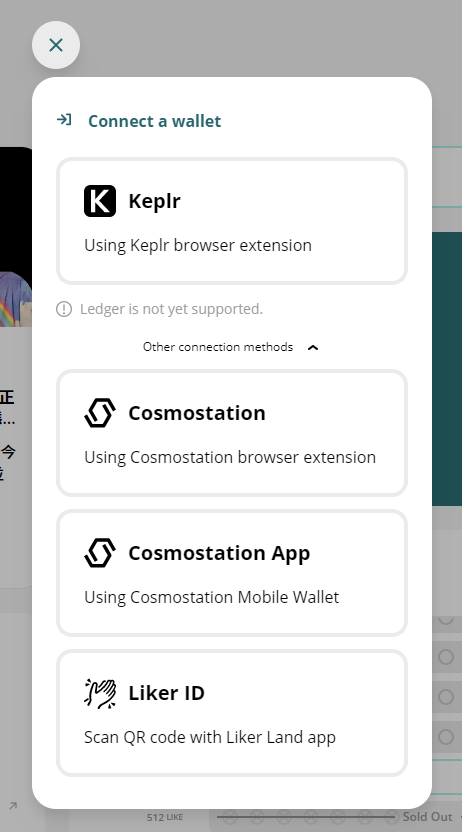 Connect a wallet
Keplr
Using Keplr browser extension
Ledger is not yet supported.
Other connection methods
正
...
今
Cosmostation
Using Cosmostation browser extension
Cosmostation App
Using Cosmostation Mobile Wallet
Liker ID
Scan QR code with Liker Land app
512 LIKE
Sold Out